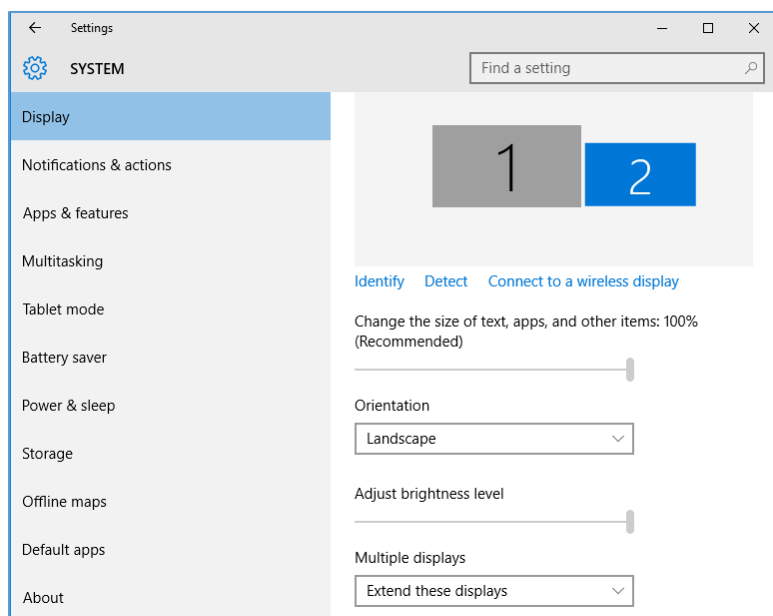 Settings
SYSTEM
Find a setting
Display
Notifications & actions
Apps & features
Multitasking
Tablet mode
Battery saver
Power & sleep
Storage
Offline maps
Default apps
About
1
2
Identify Detect Connect to a wireless display
Change the size of text, apps, and other items: 100%
(Recommended)
Orientation
Landscape
Adjust brightness level
Multiple displays
Extend these displays